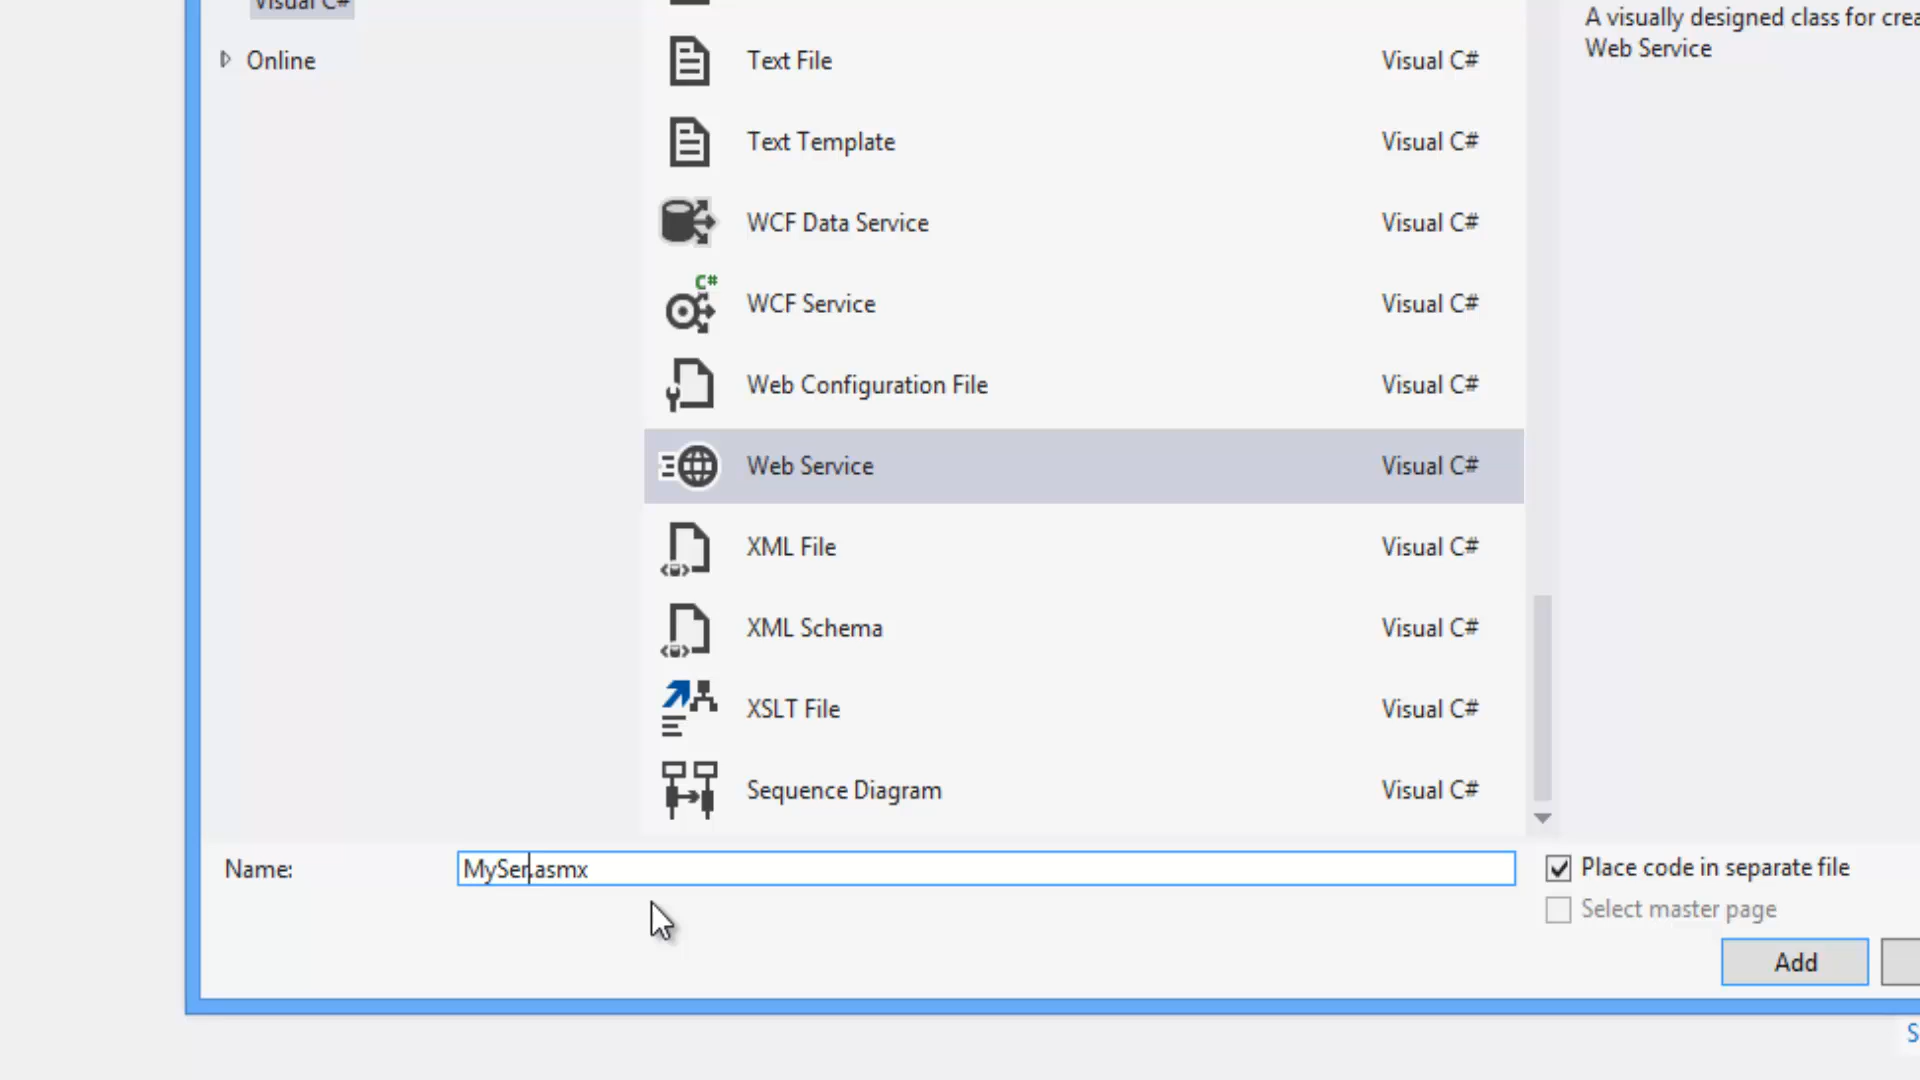 Visual C#
Online
Text File Visual C#
Text Template Visual C#
WCF Data Service Visual C#
C#
WCF Service Visual C#
Web Configuration File Visual C#
Web Service Visual C#
XML File Visual C#
XML Schema Visual C#
XSLT File Visual C#
Sequence Diagram Visual C#
A visually designed class for crea
Web Service
Name: MySer.asmx
Place code in separate file
Select master page
Add
S